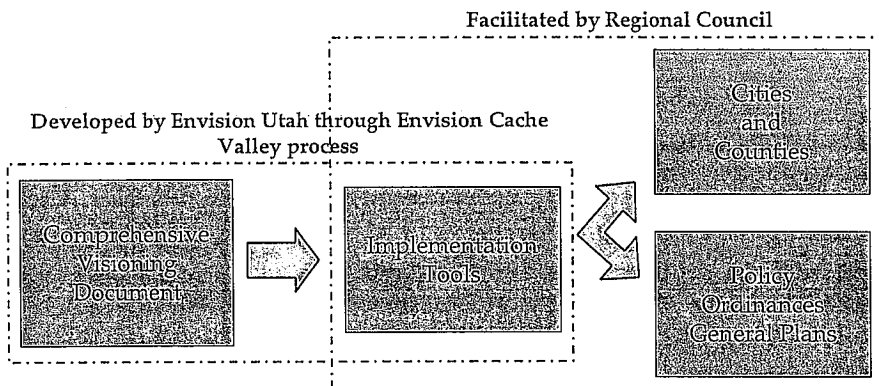 Facilitated by Regional Council
Developed by Envision Utah through Envision Cache
Valley process
Comprehensive
Visioning
Document
Implementation
Tools
Cities
and
Counties
Policy
Ordinances
General Plans